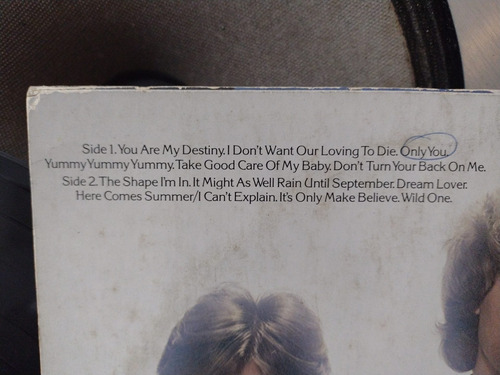 Side 1. You Are My Destiny. I Don't Want Our Loving To Die. Only You.
Yummy Yummy Yummy. Take Good Care Of My Baby. Don't Turn Your Back On Me.
Side 2. The Shape I'm In. It Might As Well Rain Until September. Dream Lover.
Here Comes Summer/I Can't Explain. It's Only Make Believe. Wild One.